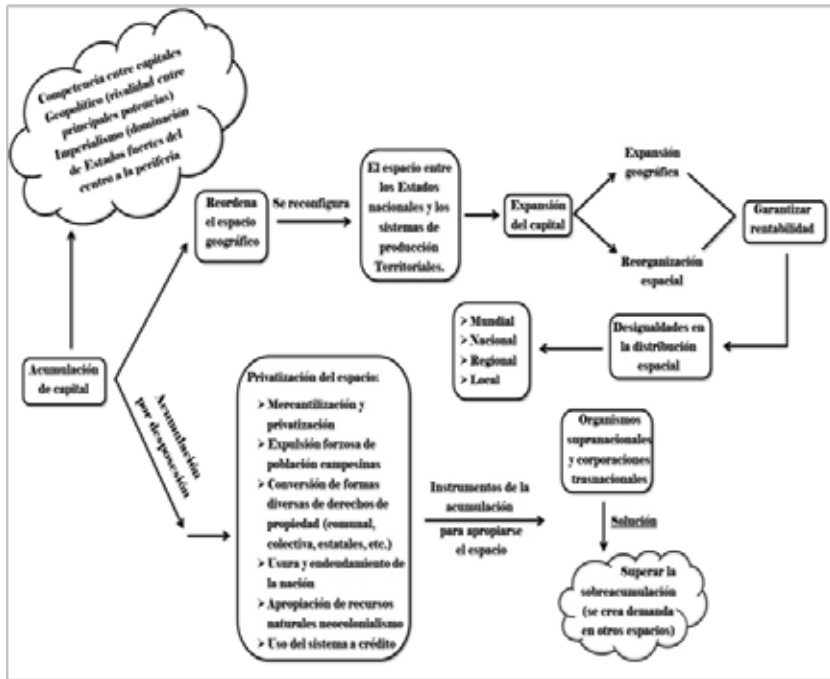 Competencia entre capitales
Geopolítico (rivalidad entre
principales potencias)
Imperialismo (dominación
de Estados fuertes del
centro a la periferia
Reordena
el espacio
geográfico
Se reconfigura
El espacio entre
los Estados
nacionales y los
sistemas de
producción
Territoriales.
Expansión
del capital
Expansión
geográfica
Reorganización
espacial
Garantizar
rentabilidad
Desigualdades en
la distribución
espacial
➢ Mundial
➢ Nacional
➢ Regional
➢ Local
Acumulación
de capital
Acumulación
por desposesión
Privatización del espacio:
➢ Mercantilización y
privatización
➢ Expulsión forzosa de
población campesinas
➢ Conversión de formas
diversas de derechos de
propiedad (comunal,
colectiva, estatales, etc.)
➢ Usura y endeudamiento de
la nación
➢ Apropiación de recursos
naturales neocolonialismo
➢ Uso del sistema a crédito
Instrumentos de la
acumulación
para apropiarse
el espacio
Organismos
supranacionales
y corporaciones
trasnacionales
Solución
Superar la
sobreacumulación
(se crea demanda
en otros espacios)